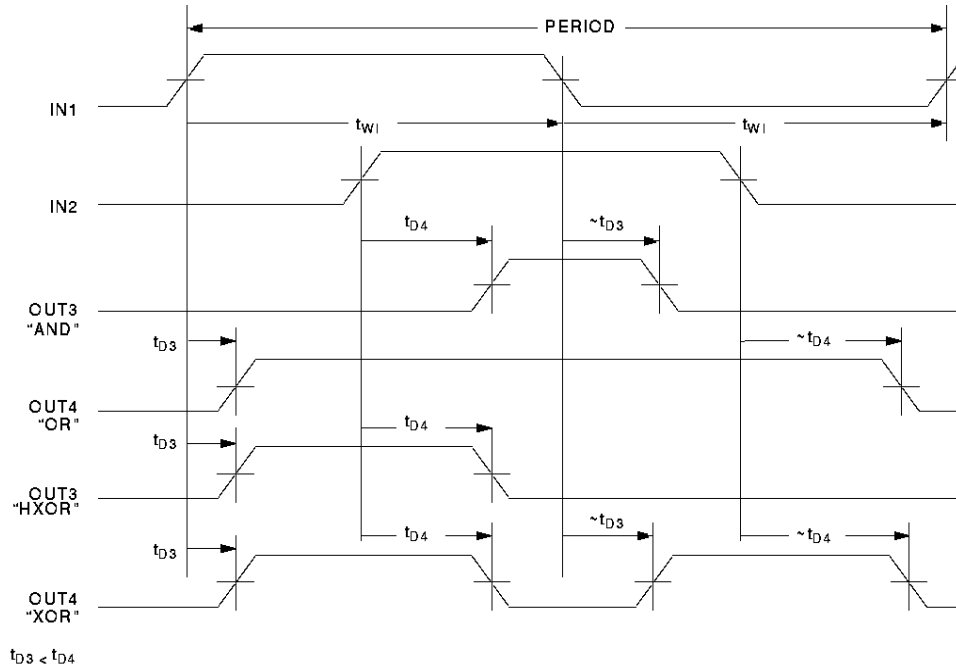 PERIOD
IN1
tWI tWI
IN2
tD4 ~tD3
OUT3
"AND"
tD3 ~tD4
OUT4
"OR"
tD3 tD4
OUT3
"HXOR"
tD3 tD4 ~tD3 ~tD4
OUT4
"XOR"
tD3 < tD4